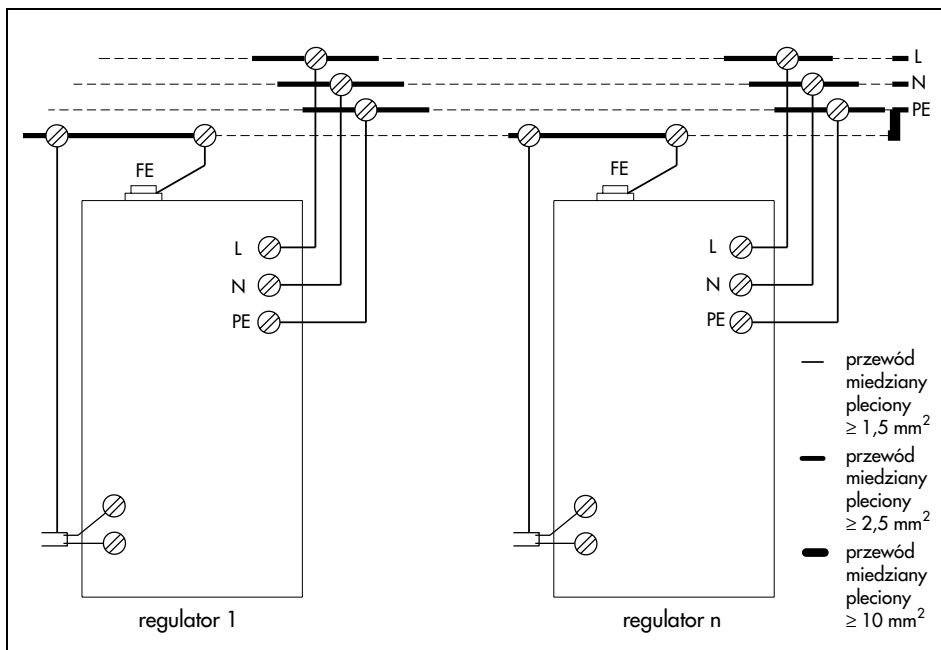 L
N
PE
FE
L
N
PE
regulator 1
FE
L
N
PE
regulator n
przewód
miedziany
pleciony
≥ 1,5 mm²
przewód
miedziany
pleciony
≥ 2,5 mm²
przewód
miedziany
pleciony
≥ 10 mm²